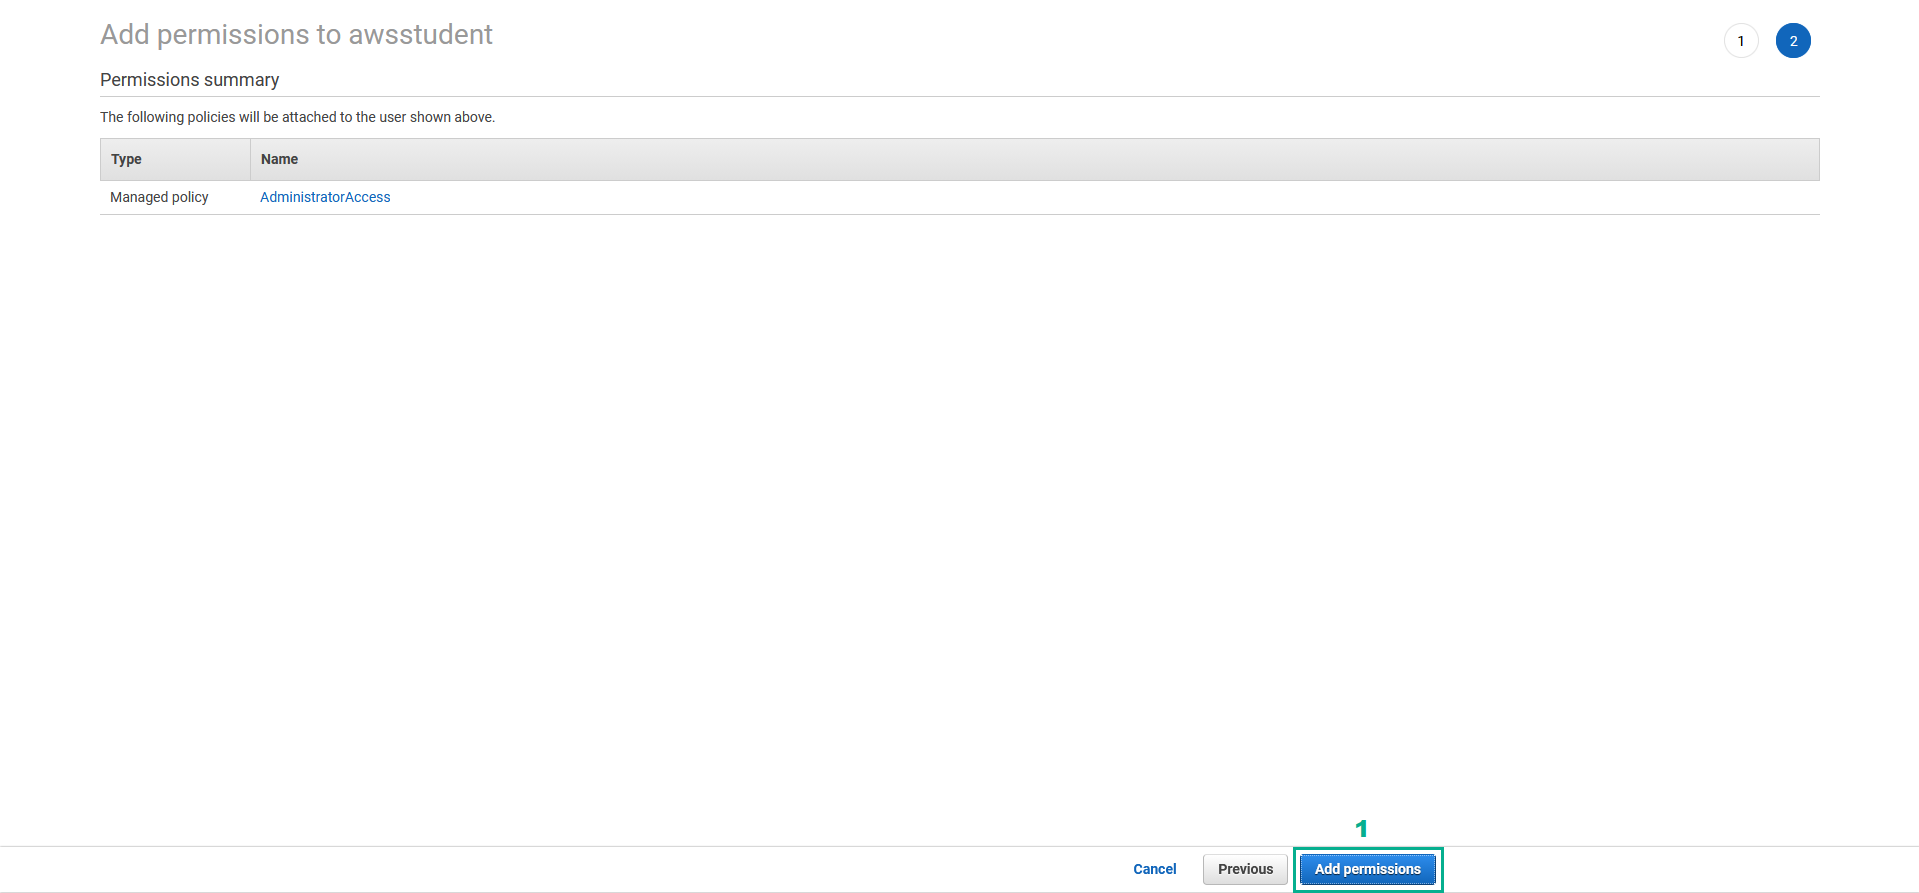 Add permissions to awsstudent
1 2
Permissions summary
The following policies will be attached to the user shown above.
Type Name
Managed policy AdministratorAccess
1
Cancel Previous Add permissions